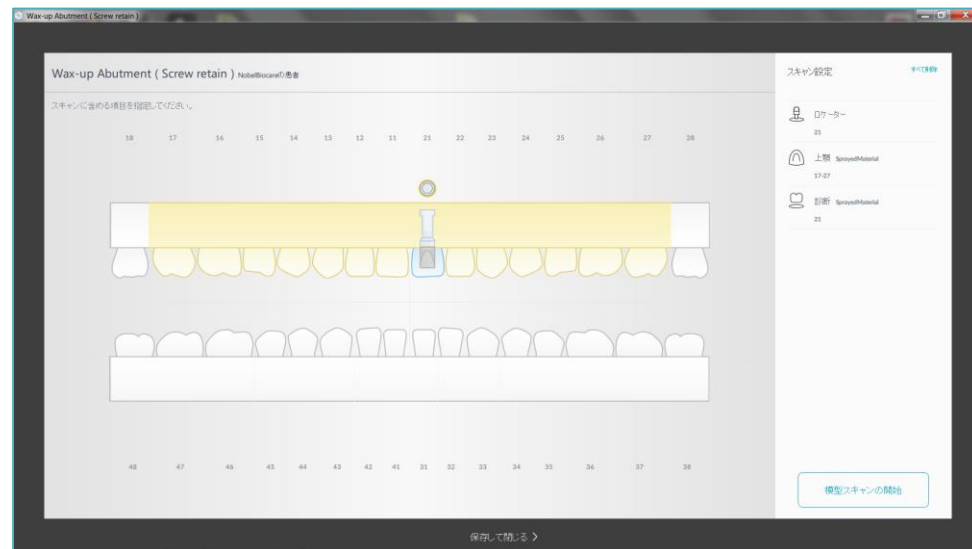 Wax-up Abutment ( Screw retain )
Wax-up Abutment ( Screw retain ) NobelBiocareの患者
スキャンに含める項目を指定してください。
18 17 16 15 14 13 12 11 21 22 23 24 25 26 27 28
48 47 46 45 44 43 42 41 31 32 33 34 35 36 37 38
スキャン設定 すべて削除
ロケーター
21
上顎 SprayedMaterial
17-27
診断 SprayedMaterial
21
模型スキャンの開始
保存して閉じる